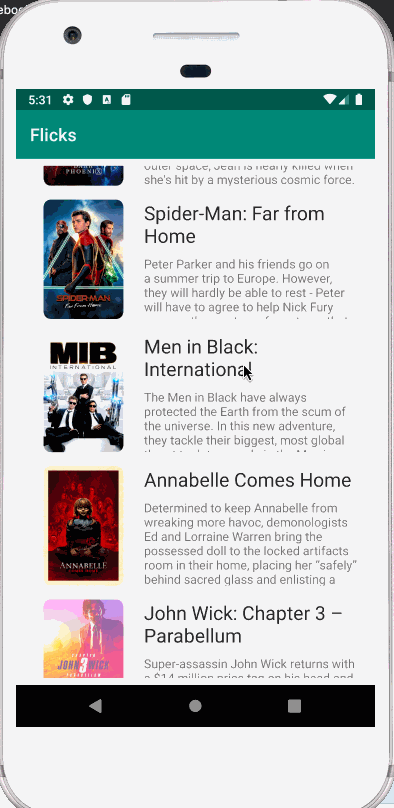 5:31
Flicks
PHOENIX
outer space, Jean is nearly killed when
she's hit by a mysterious cosmic force.
Spider-Man: Far from
Home
SPIDER-MAN
Far From Home
Peter Parker and his friends go on
a summer trip to Europe. However,
they will hardly be able to rest - Peter
will have to agree to help Nick Fury
Men in Black:
International
MIB
INTERNATIONAL
The Men in Black have always
protected the Earth from the scum of
the universe. In this new adventure,
they tackle their biggest, most global
Annabelle Comes Home
ANNABELLE
Determined to keep Annabelle from
wreaking more havoc, demonologists
Ed and Lorraine Warren bring the
possessed doll to the locked artifacts
room in their home, placing her “safely”
behind sacred glass and enlisting a
John Wick: Chapter 3 –
Parabellum
CHAPTER
JOHN 3 WICK
Super-assassin John Wick returns with
a $14 million price tag on his head and